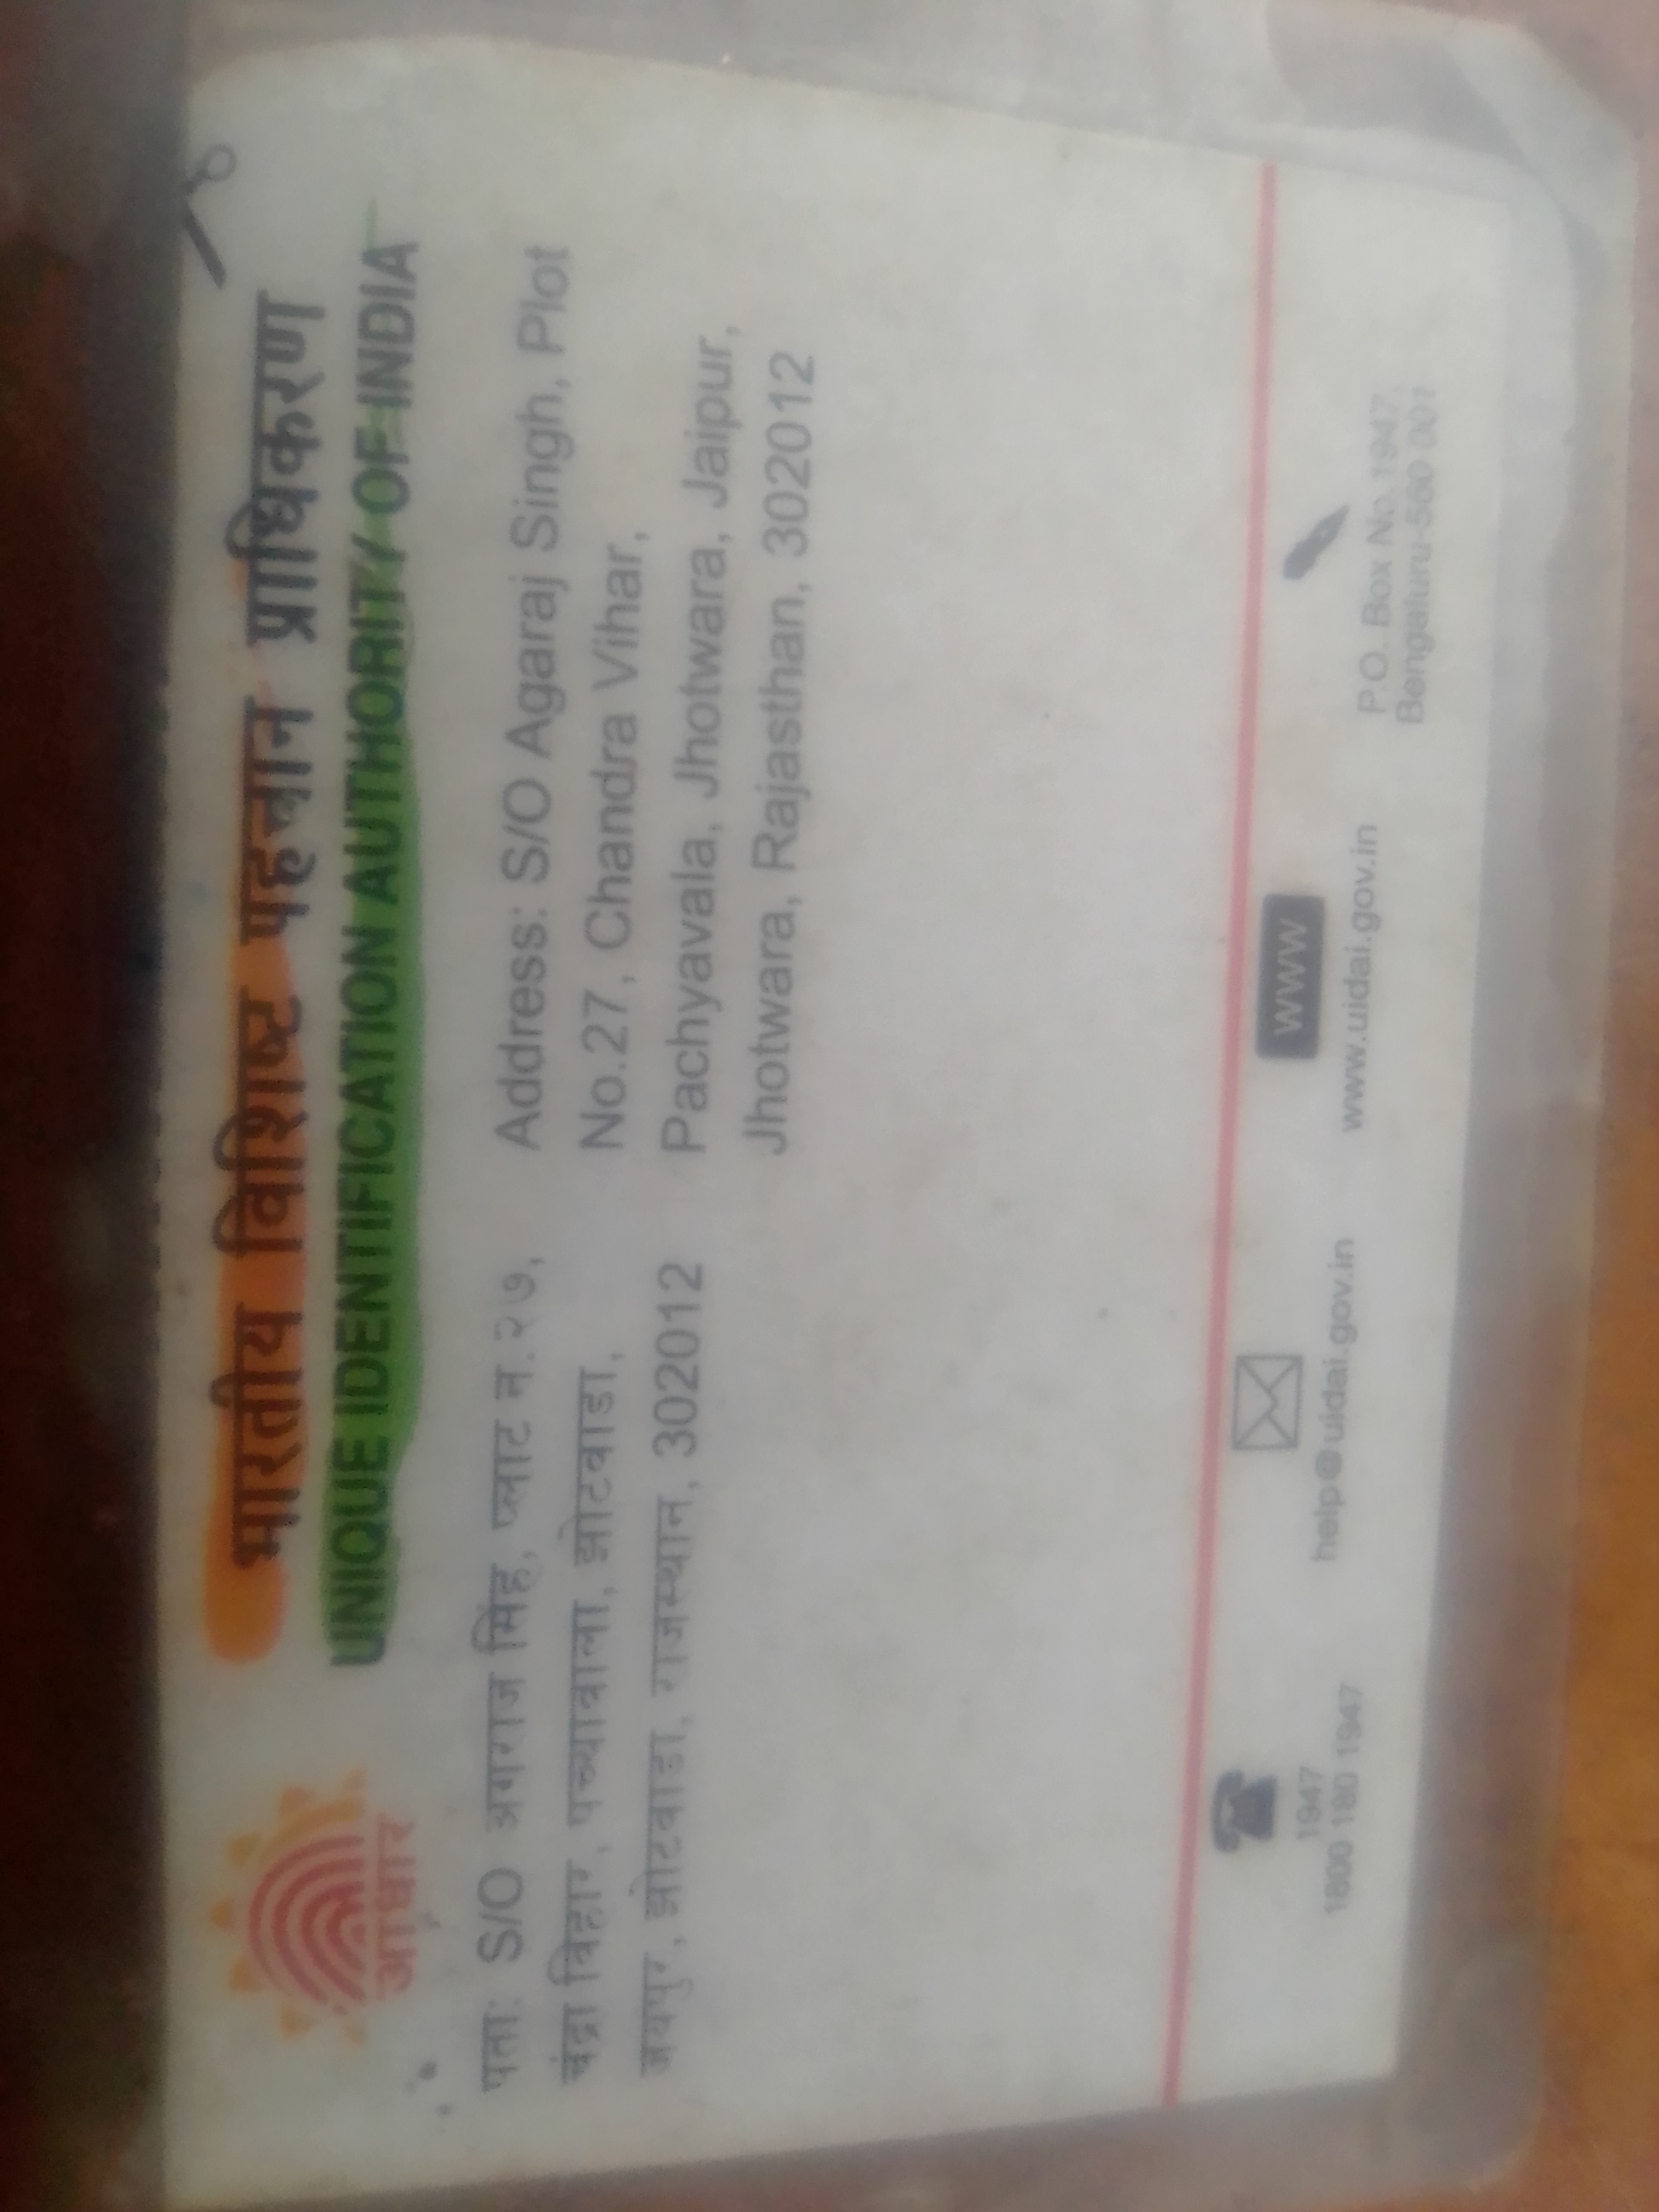 भारतीय विशिष्ट पहचान प्राधिकरण
UNIQUE IDENTIFICATION AUTHORITY OF INDIA
आधार
पता: S/O अगराज सिंह, प्लाट न.२७,
चंद्रा विहार, पच्यावाला, झोटवाडा,
जयपुर, झोटवाडा, राजस्थान, 302012
Address: S/O Agaraj Singh, Plot
No.27, Chandra Vihar,
Pachyavala, Jhotwara, Jaipur,
Jhotwara, Rajasthan, 302012
1947
1800 180 1947
help@uidai.gov.in
www
www.uidai.gov.in
P.O. Box No.1947,
Bengaluru-560 001